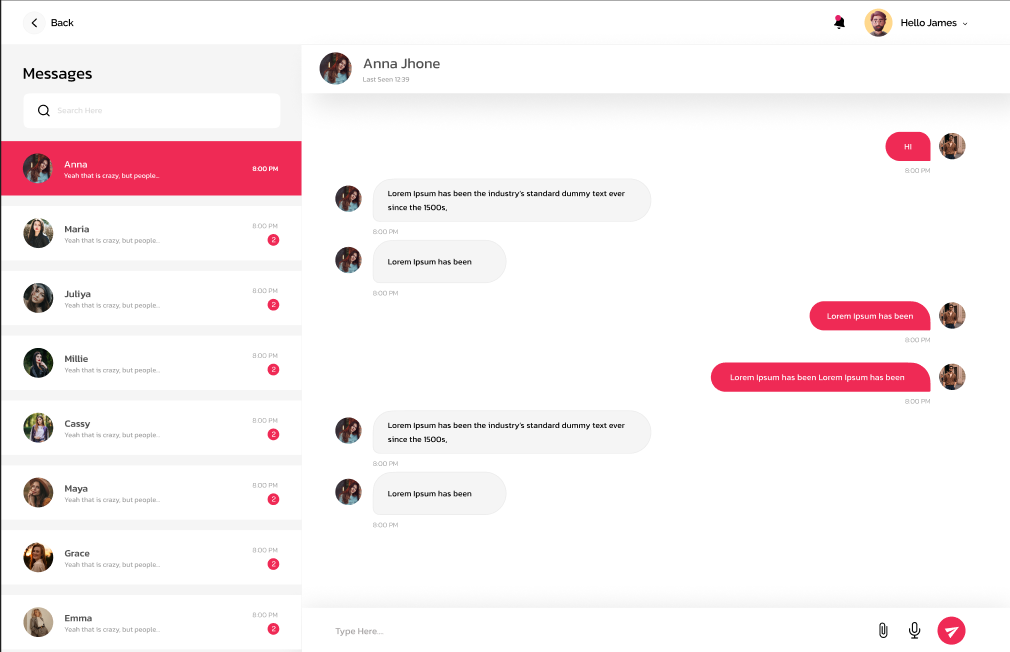 Back
Hello James
Messages
Search Here
Anna
Yeah that is crazy, but people...
8:00 PM
Maria
Yeah that is crazy, but people...
8:00 PM
2
Juliya
Yeah that is crazy, but people...
8:00 PM
2
Millie
Yeah that is crazy, but people...
8:00 PM
2
Cassy
Yeah that is crazy, but people...
8:00 PM
2
Maya
Yeah that is crazy, but people...
8:00 PM
2
Grace
Yeah that is crazy, but people...
8:00 PM
2
Emma
Yeah that is crazy, but people...
8:00 PM
2
Anna Jhone
Last Seen 12:39
Hi
8:00 PM
Lorem Ipsum has been the industry's standard dummy text ever
since the 1500s,
8:00 PM
Lorem Ipsum has been
8:00 PM
Lorem Ipsum has been
8:00 PM
Lorem Ipsum has been Lorem Ipsum has been
8:00 PM
Lorem Ipsum has been the industry's standard dummy text ever
since the 1500s,
8:00 PM
Lorem Ipsum has been
8:00 PM
Type Here...